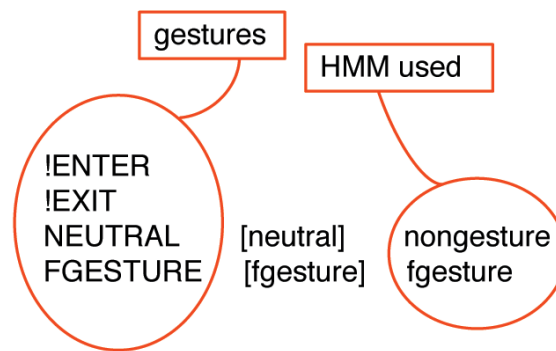 gestures
HMM used
!ENTER
!EXIT
NEUTRAL [neutral] nongesture
FGESTURE [fgesture] fgesture